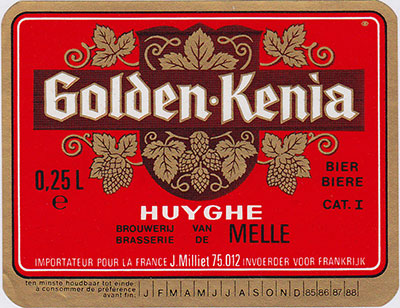 Golden·Kenia
0,25 L
e
BIER
BIERE
CAT. I
HUYGHE
BROUWERIJ VAN
BRASSERIE DE MELLE
IMPORTATEUR POUR LA FRANCE J. Milliet 75.012 INVOERDER VOOR FRANKRIJK
ten minste houdbaar tot einde:
à consommer de préférence
avant fin: J F M A M J J A S O N D 85 86 87 88